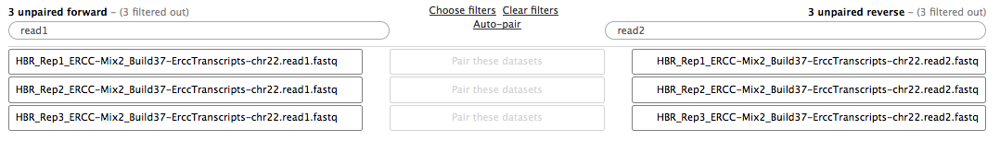 3 unpaired forward – (3 filtered out) Choose filters Clear filters 3 unpaired reverse – (3 filtered out)
Auto-pair
read1 read2
HBR_Rep1_ERCC-Mix2_Build37-ErccTranscripts-chr22.read1.fastq Pair these datasets HBR_Rep1_ERCC-Mix2_Build37-ErccTranscripts-chr22.read2.fastq
HBR_Rep2_ERCC-Mix2_Build37-ErccTranscripts-chr22.read1.fastq Pair these datasets HBR_Rep2_ERCC-Mix2_Build37-ErccTranscripts-chr22.read2.fastq
HBR_Rep3_ERCC-Mix2_Build37-ErccTranscripts-chr22.read1.fastq Pair these datasets HBR_Rep3_ERCC-Mix2_Build37-ErccTranscripts-chr22.read2.fastq